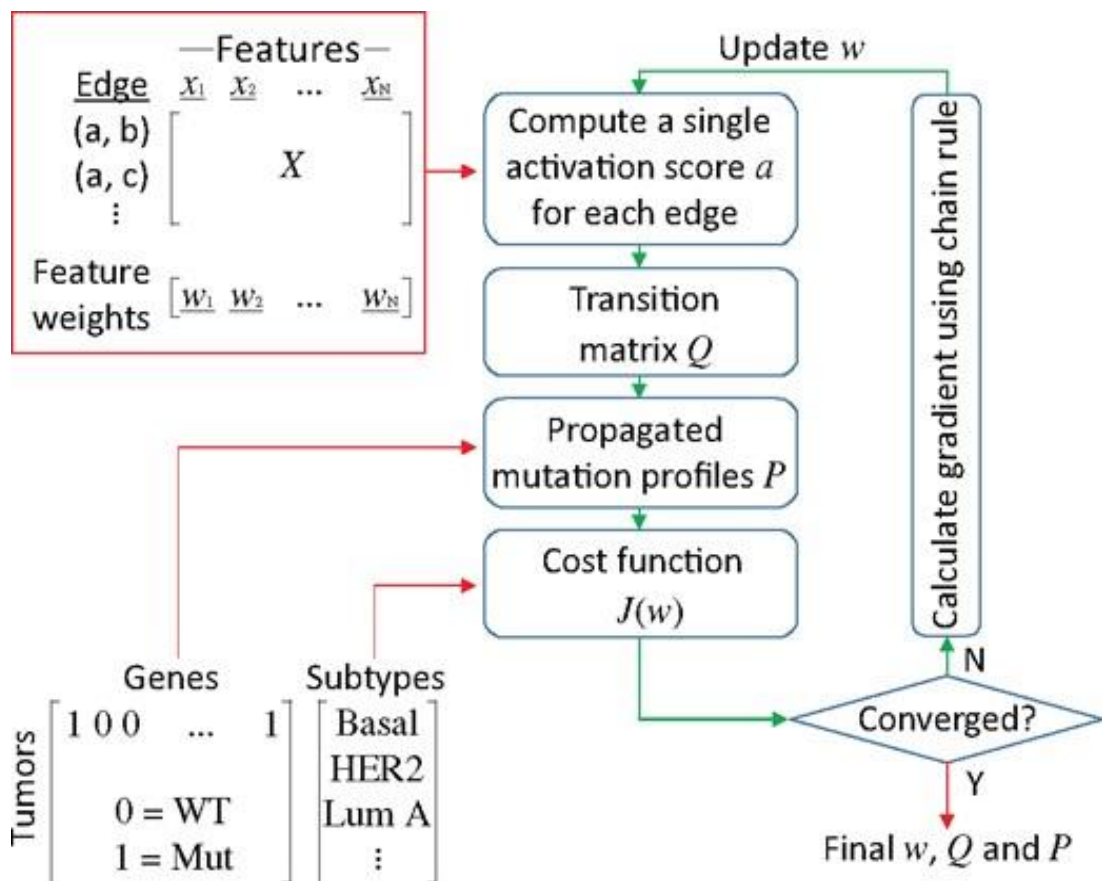 —Features—
Edge x₁ x₂ ... x_N
(a, b)
(a, c)
⋮
X
Feature
weights
[w₁ w₂ ... w_N]
Update w
Compute a single
activation score a
for each edge
Transition
matrix Q
Propagated
mutation profiles P
Cost function
J(w)
Calculate gradient using chain rule
N
Converged?
Y
Final w, Q and P
Genes
1 0 0 ... 1
0 = WT
1 = Mut
Tumors
Subtypes
Basal
HER2
Lum A
⋮